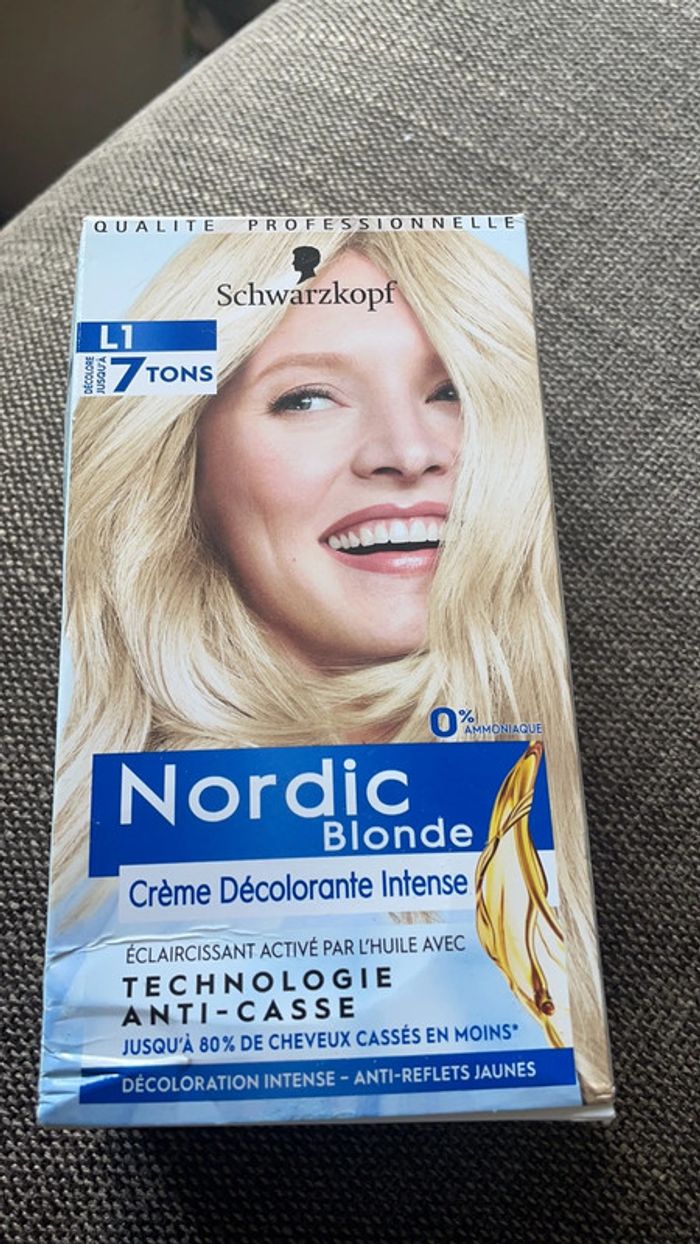 QUALITE PROFESSIONNELLE
Schwarzkopf
L1
DÉCOLORE
JUSQU'À
7 TONS
0%
AMMONIAQUE
Nordic
Blonde
Crème Décolorante Intense
ÉCLAIRCISSANT ACTIVÉ PAR L'HUILE AVEC
TECHNOLOGIE
ANTI-CASSE
JUSQU'À 80% DE CHEVEUX CASSÉS EN MOINS*
DÉCOLORATION INTENSE – ANTI-REFLETS JAUNES